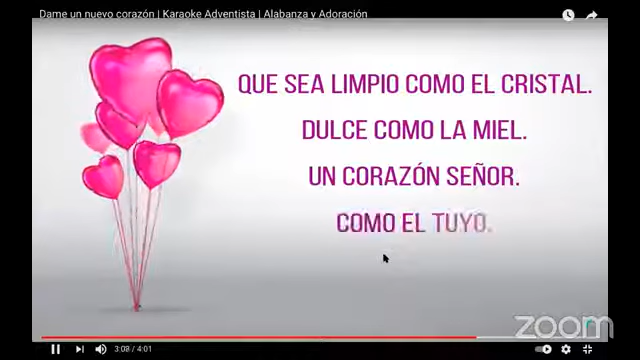 Dame un nuevo corazón | Karaoke Adventista | Alabanza y Adoración
QUE SEA LIMPIO COMO EL CRISTAL.
DULCE COMO LA MIEL.
UN CORAZÓN SEÑOR.
COMO EL TUYO.
zoom
3:08 / 4:01